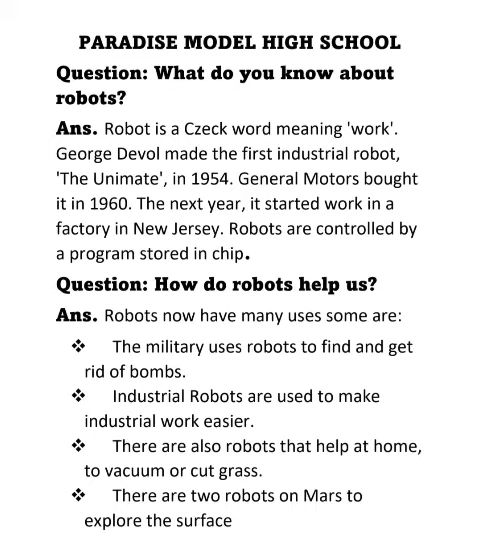 PARADISE MODEL HIGH SCHOOL
Question: What do you know about
robots?
Ans. Robot is a Czeck word meaning 'work'.
George Devol made the first industrial robot,
'The Unimate', in 1954. General Motors bought
it in 1960. The next year, it started work in a
factory in New Jersey. Robots are controlled by
a program stored in chip.
Question: How do robots help us?
Ans. Robots now have many uses some are:
❖ The military uses robots to find and get
rid of bombs.
❖ Industrial Robots are used to make
industrial work easier.
❖ There are also robots that help at home,
to vacuum or cut grass.
❖ There are two robots on Mars to
explore the surface